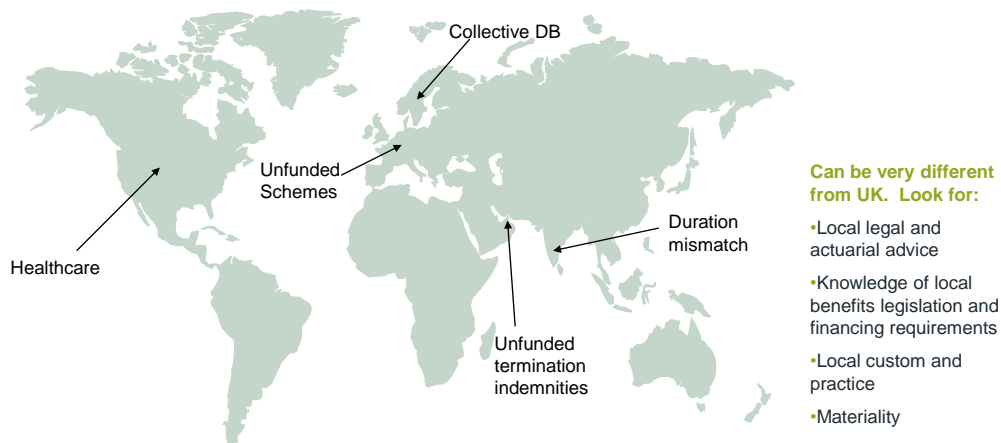 Collective DB
Unfunded
Schemes
Healthcare
Duration
mismatch
Unfunded
termination
indemnities
Can be very different
from UK.  Look for:
•Local legal and
actuarial advice
•Knowledge of local
benefits legislation and
financing requirements
•Local custom and
practice
•Materiality